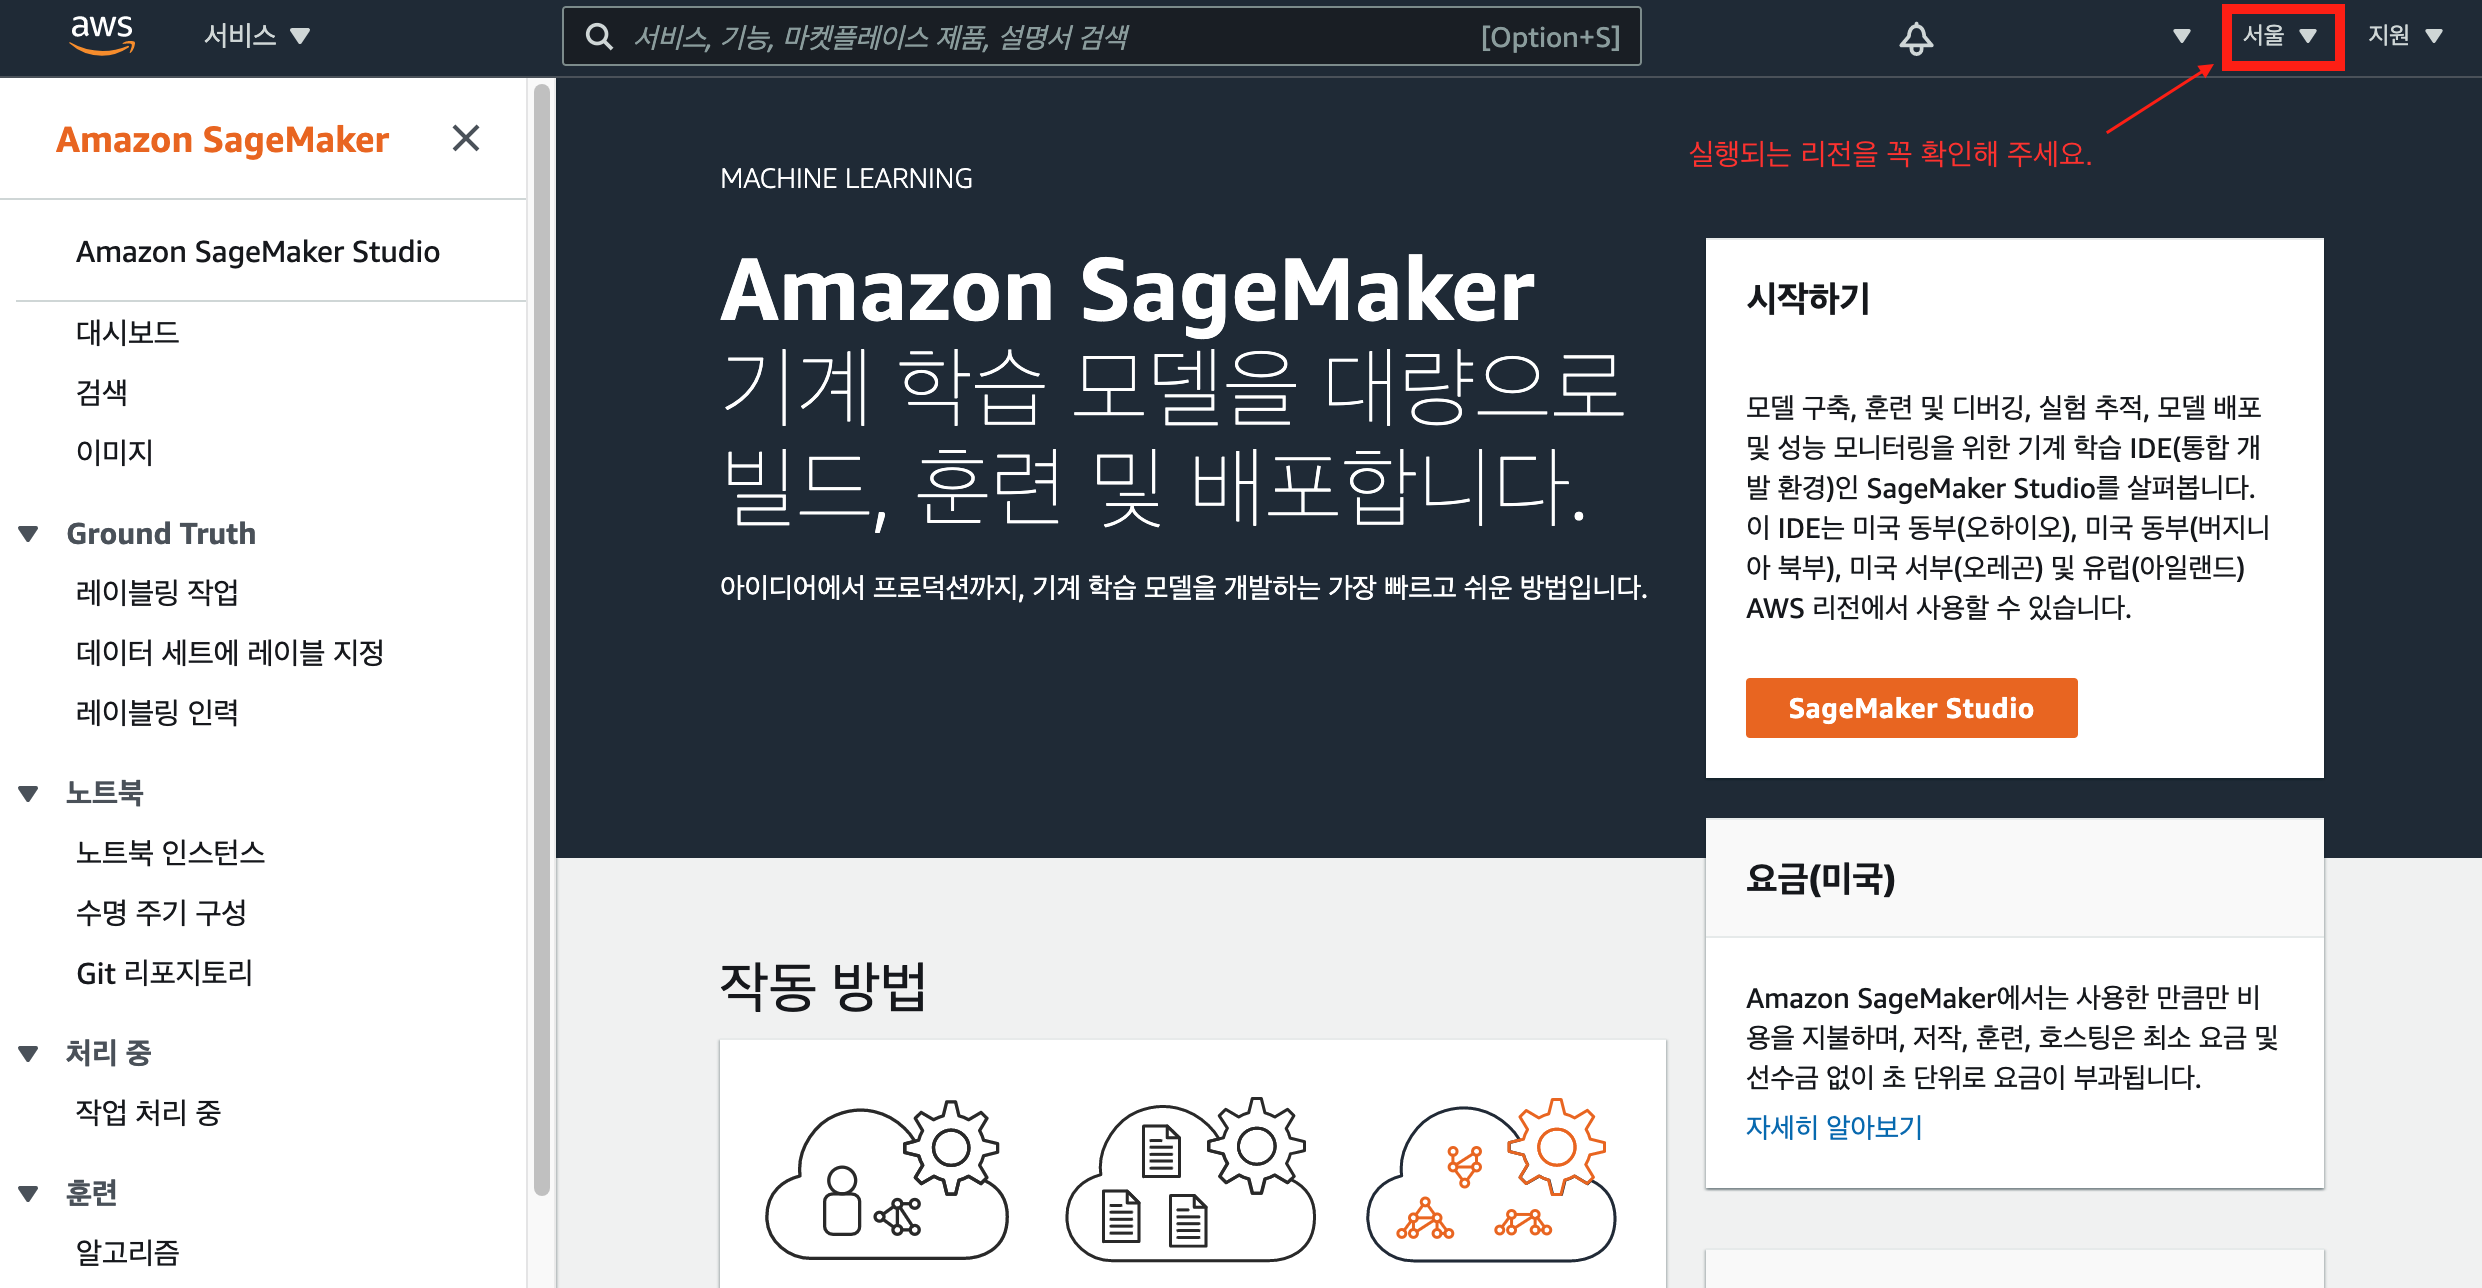 aws
서비스
서비스, 기능, 마켓플레이스 제품, 설명서 검색
[Option+S]
서울
지원
실행되는 리전을 꼭 확인해 주세요.
Amazon SageMaker
Amazon SageMaker Studio
대시보드
검색
이미지
Ground Truth
레이블링 작업
데이터 세트에 레이블 지정
레이블링 인력
노트북
노트북 인스턴스
수명 주기 구성
Git 리포지토리
처리 중
작업 처리 중
훈련
알고리즘
MACHINE LEARNING
Amazon SageMaker
기계 학습 모델을 대량으로
빌드, 훈련 및 배포합니다.
아이디어에서 프로덕션까지, 기계 학습 모델을 개발하는 가장 빠르고 쉬운 방법입니다.
시작하기
모델 구축, 훈련 및 디버깅, 실험 추적, 모델 배포
및 성능 모니터링을 위한 기계 학습 IDE(통합 개
발 환경)인 SageMaker Studio를 살펴봅니다.
이 IDE는 미국 동부(오하이오), 미국 동부(버지니
아 북부), 미국 서부(오레곤) 및 유럽(아일랜드)
AWS 리전에서 사용할 수 있습니다.
SageMaker Studio
요금(미국)
Amazon SageMaker에서는 사용한 만큼만 비
용을 지불하며, 저작, 훈련, 호스팅은 최소 요금 및
선수금 없이 초 단위로 요금이 부과됩니다.
자세히 알아보기
작동 방법